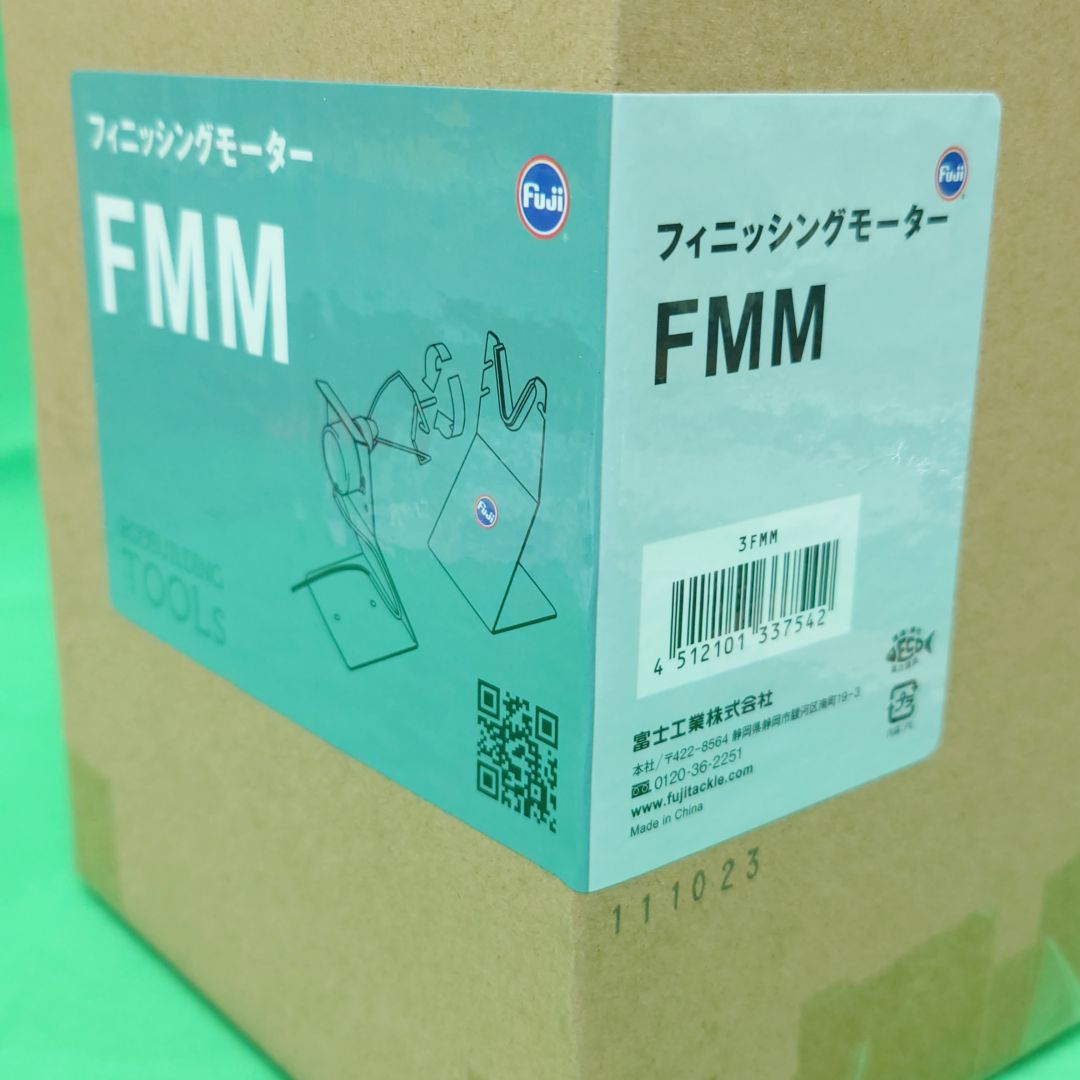 フィニッシングモーター
FMM
Fuji
Fuji
ROD BUILDING
TOOLs
Fuji
フィニッシングモーター
FMM
3FMM
4 512101 337542
富士工業株式会社
本社/〒422-8564 静岡県静岡市駿河区南町19-3
0120-36-2251
www.fujitackle.com
Made in China
111023